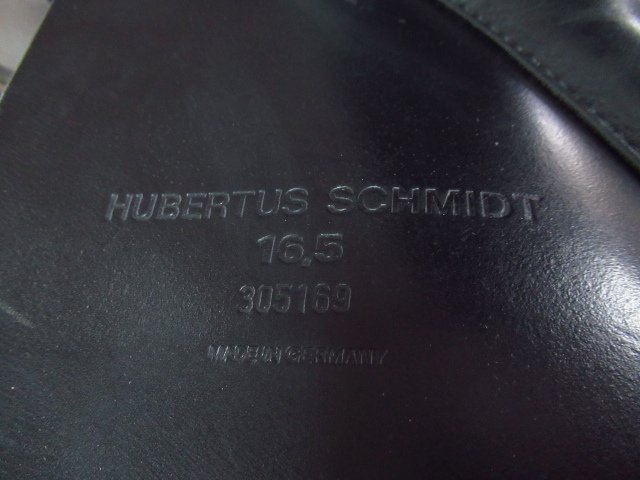 HUBERTUS SCHMIDT
16.5
305169
MADE IN GERMANY